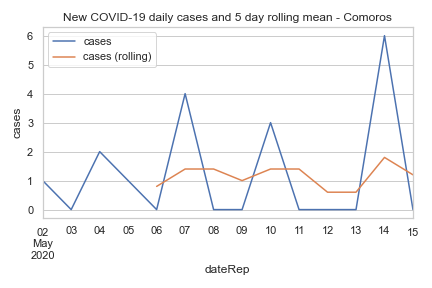 New COVID-19 daily cases and 5 day rolling mean - Comoros
cases
cases (rolling)
6
5
4
3
2
1
0
cases
02 03 04 05 06 07 08 09 10 11 12 13 14 15
May
2020
dateRep